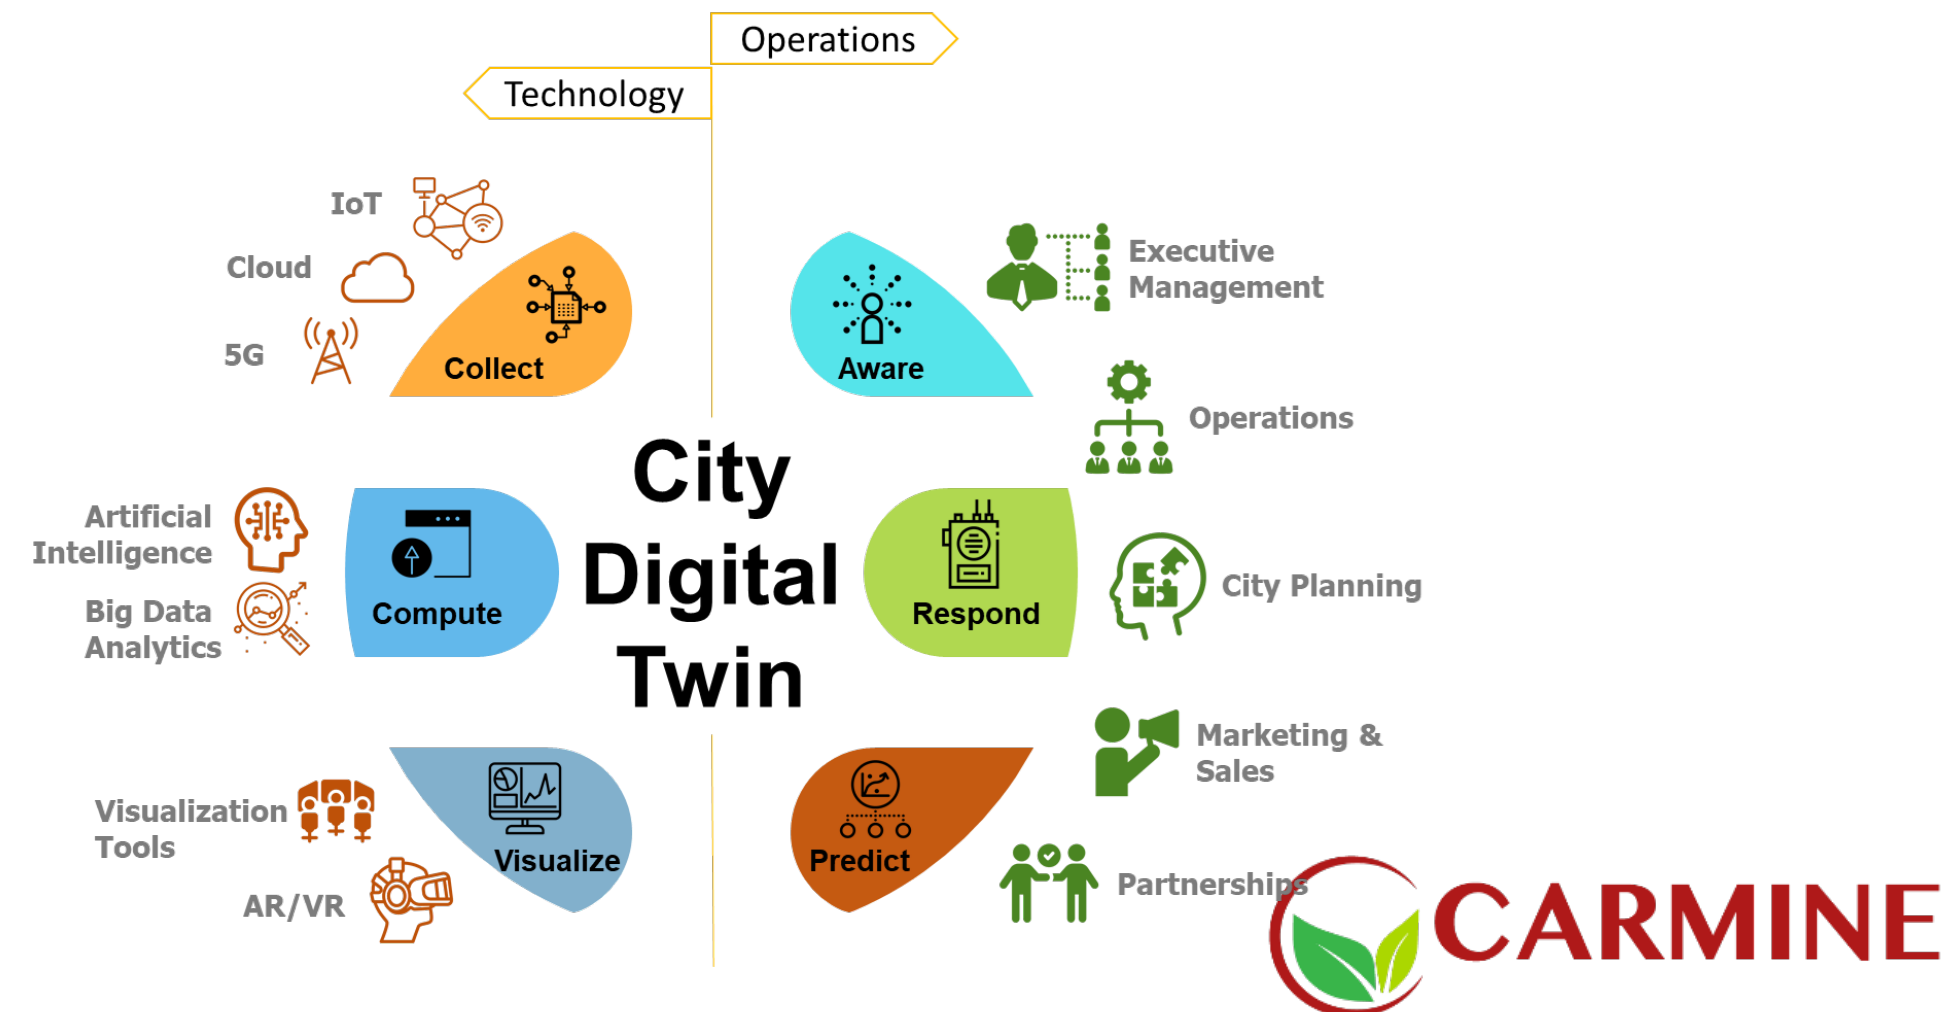 Operations
Technology
IoT
Cloud
5G
Collect
Aware
Executive
Management
Operations
City
Digital
Twin
Artificial
Intelligence
Big Data
Analytics
Compute
Respond
City Planning
Visualization
Tools
AR/VR
Visualize
Predict
Marketing &
Sales
Partnerships
CARMINE